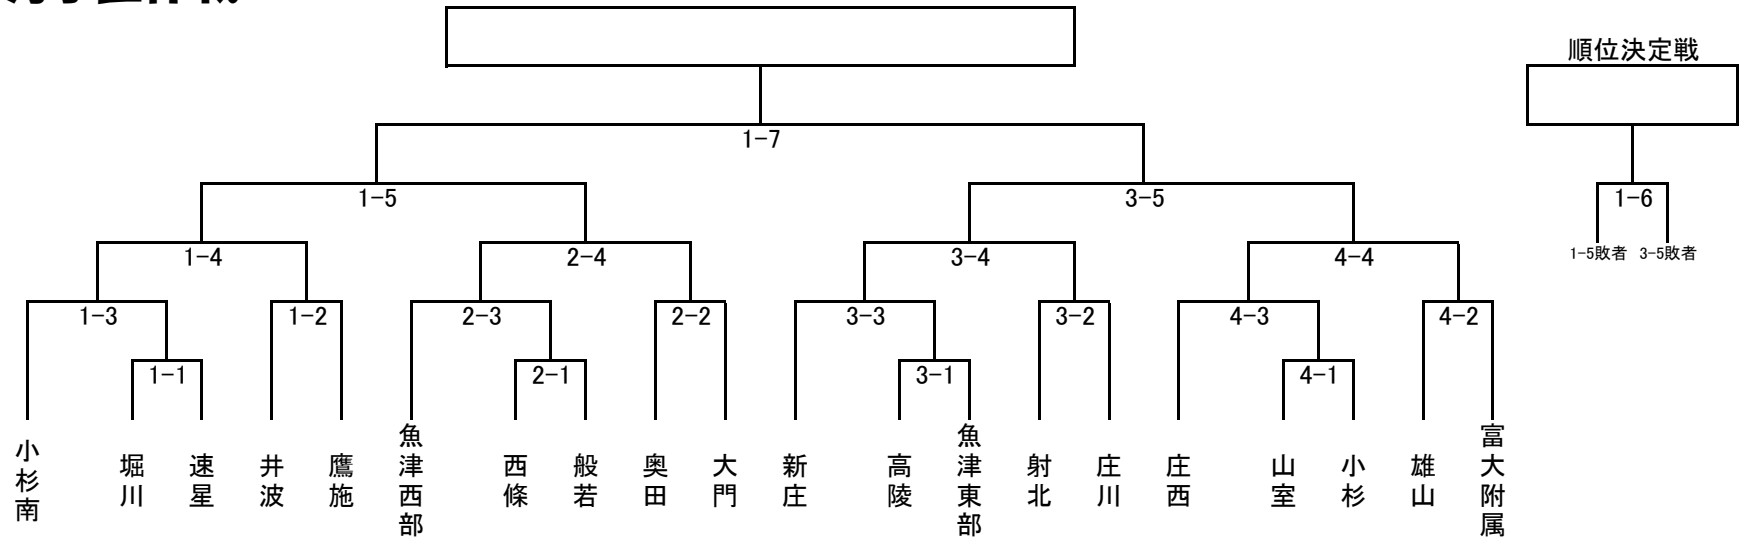 順位決定戦
1-7
1-5
3-5
1-6
1-4
2-4
3-4
4-4
1-5敗者
3-5敗者
1-3
1-2
2-3
2-2
3-3
3-2
4-3
4-2
1-1
2-1
3-1
4-1
小杉南
堀川
速星
井波
鷹施
魚津西部
西條
般若
奥田
大門
新庄
高陵
魚津東部
射北
庄川
庄西
山室
小杉
雄山
富大附属